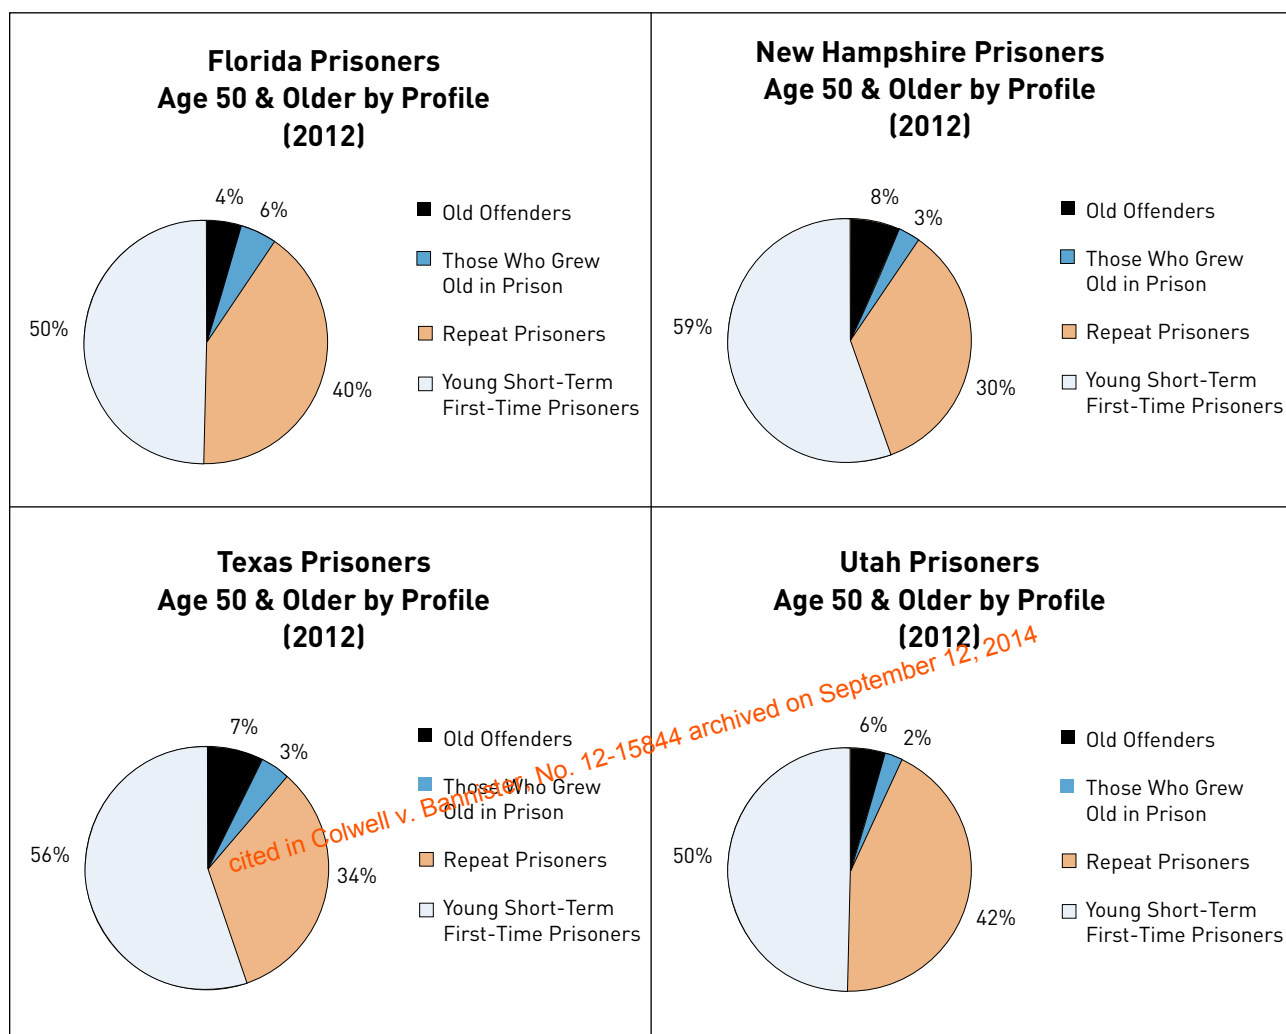 Florida Prisoners
Age 50 & Older by Profile
(2012)
4%
6%
50%
40%
Old Offenders
Those Who Grew
Old in Prison
Repeat Prisoners
Young Short-Term
First-Time Prisoners
New Hampshire Prisoners
Age 50 & Older by Profile
(2012)
8%
3%
59%
30%
Old Offenders
Those Who Grew
Old in Prison
Repeat Prisoners
Young Short-Term
First-Time Prisoners
Texas Prisoners
Age 50 & Older by Profile
(2012)
7%
3%
56%
34%
Old Offenders
Those Who Grew
Old in Prison
Repeat Prisoners
Young Short-Term
First-Time Prisoners
Utah Prisoners
Age 50 & Older by Profile
(2012)
6%
2%
50%
42%
Old Offenders
Those Who Grew
Old in Prison
Repeat Prisoners
Young Short-Term
First-Time Prisoners
cited in Colwell v. Bannister, No. 12-15844 archived on September 12, 2014